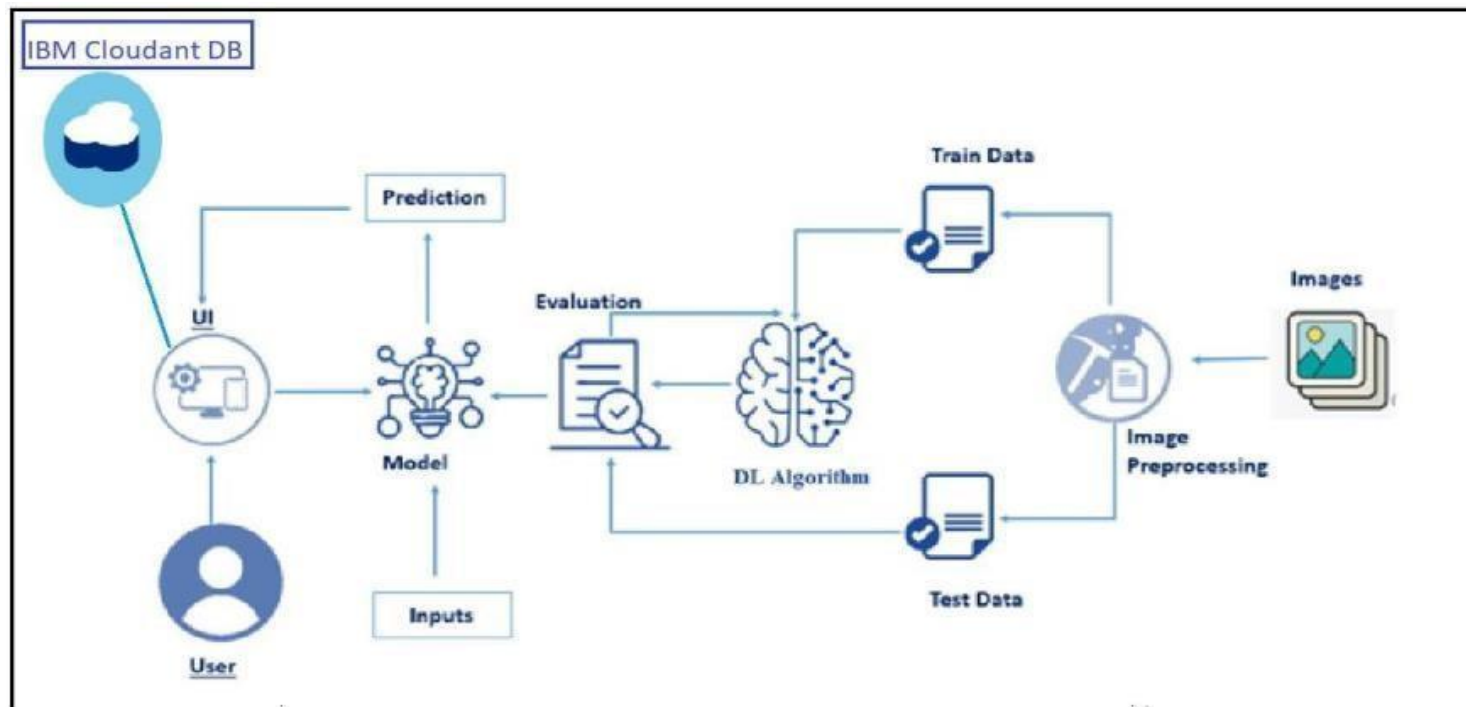 IBM Cloudant DB
Train Data
Prediction
Images
Evaluation
UI
Image
Preprocessing
Model
DL Algorithm
Test Data
Inputs
User